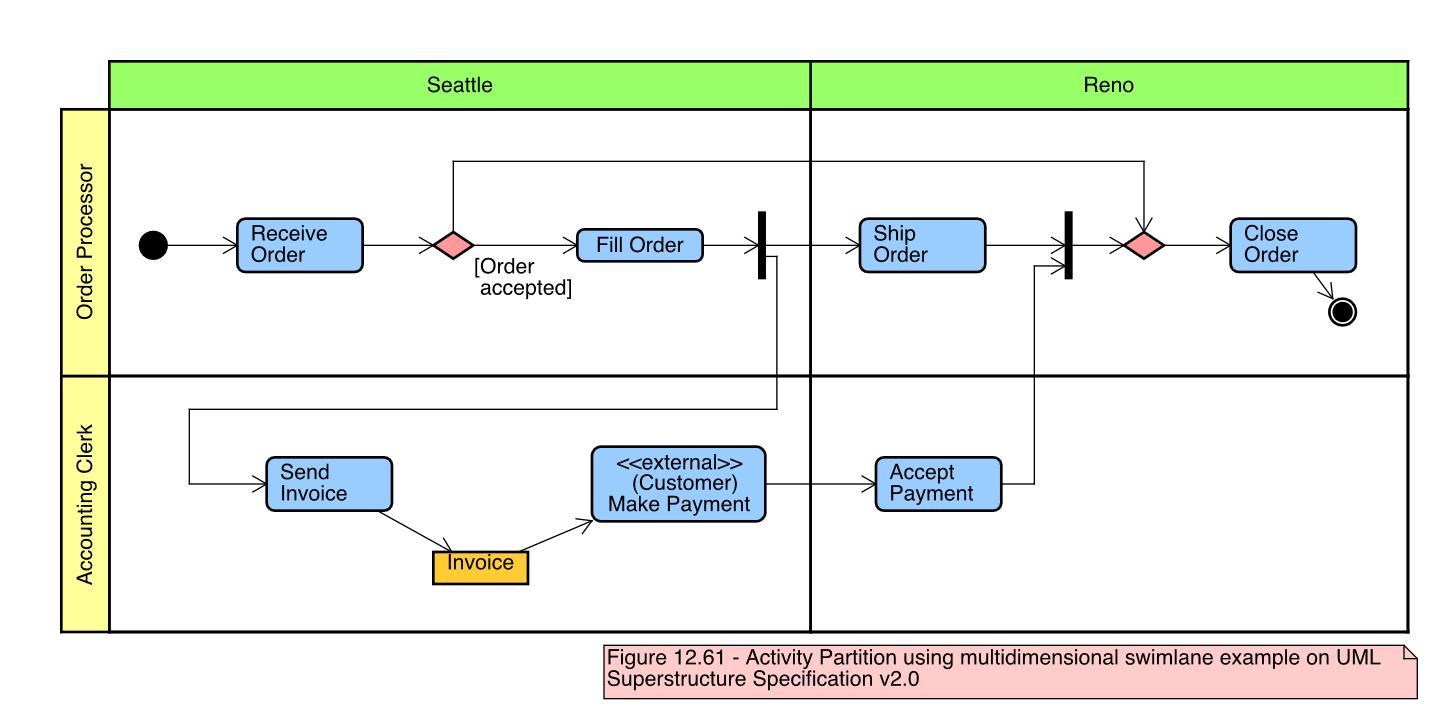 Seattle
Reno
Order Processor
Receive
Order
[Order
accepted]
Fill Order
Ship
Order
Close
Order
Accounting Clerk
Send
Invoice
Invoice
<<external>>
(Customer)
Make Payment
Accept
Payment
Figure 12.61 - Activity Partition using multidimensional swimlane example on UML
Superstructure Specification v2.0